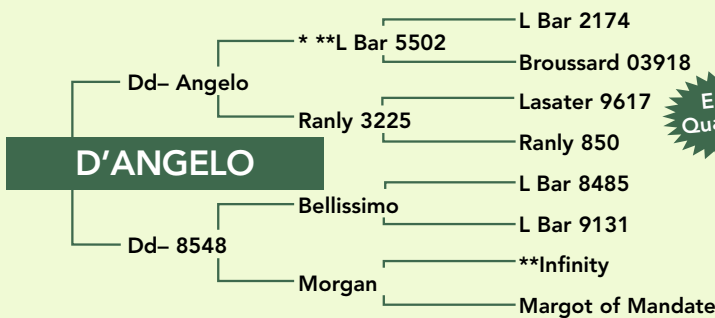 L Bar 2174
* **L Bar 5502
Broussard 03918
Dd– Angelo
Lasater 9617
Ranly 3225
Ranly 850
D’ANGELO
L Bar 8485
Bellissimo
L Bar 9131
Dd– 8548
**Infinity
Morgan
Margot of Mandate